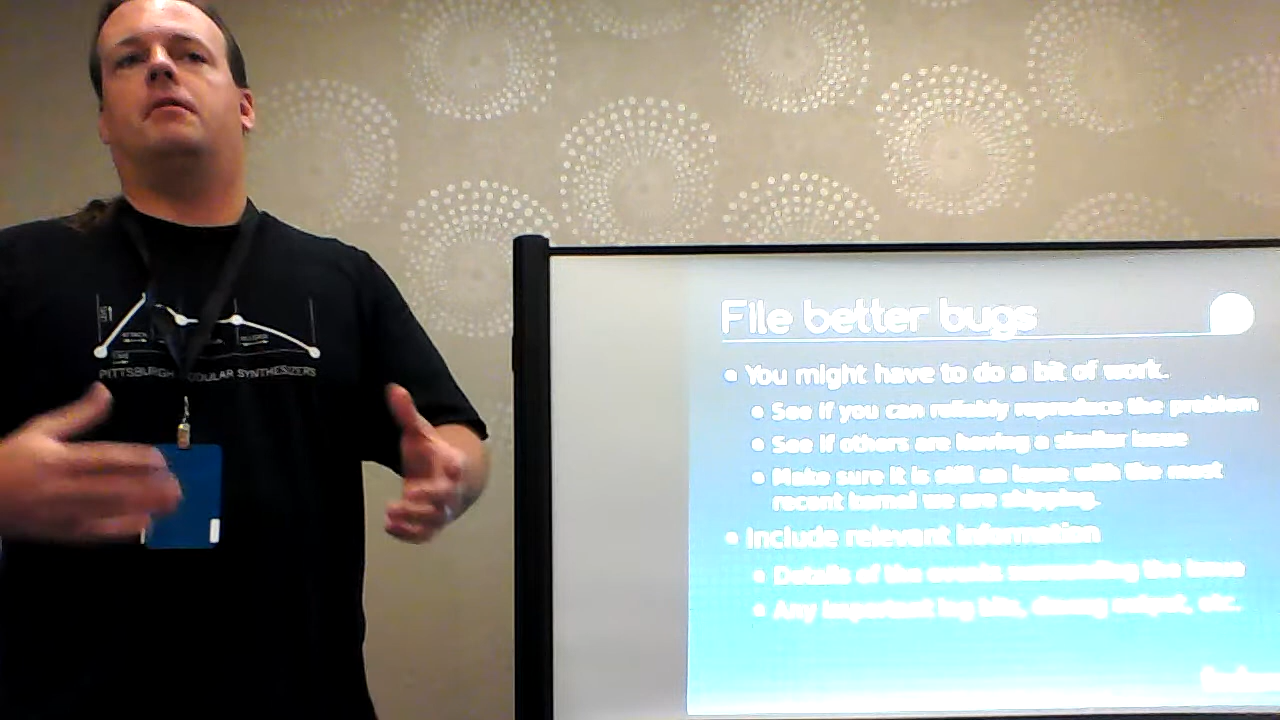 ATTACK
TIME
PITTSBURGH MODULAR SYNTHESIZERS
File better bugs
You might have to do a bit of work.
See if you can reliably reproduce the problem
See if others are having a similar issue
Make sure it is still an issue with the most
recent kernel we are shipping.
Include relevant information
Details of the events surrounding the issue
Any important log bits, dmesg output, etc.